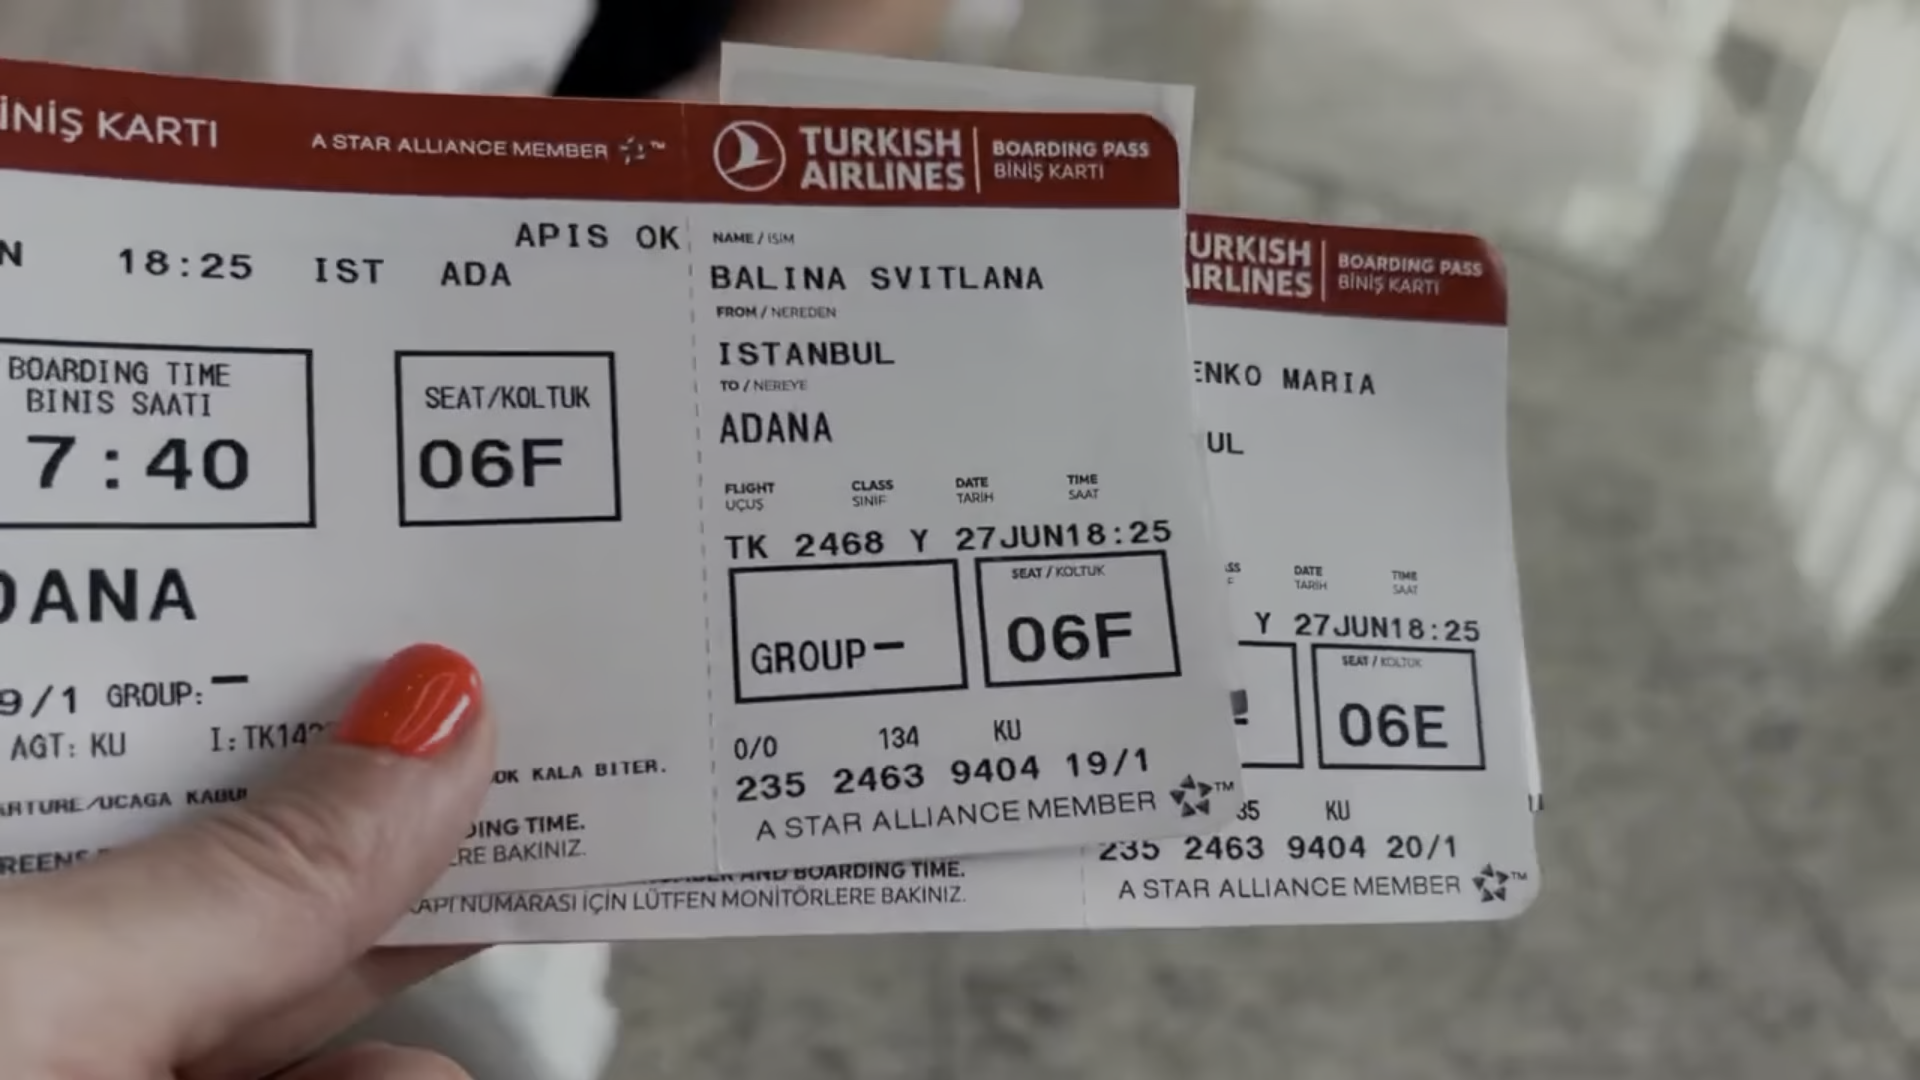 BİNİŞ KARTI
A STAR ALLIANCE MEMBER
APIS OK
18:25 IST ADA
BOARDING TIME
BINIS SAATI
7:40
SEAT/KOLTUK
06F
9/1 GROUP:-
AGT: KU
KALA BITER.
DING TIME.
BAKINIZ.
TURKISH AIRLINES
BOARDING PASS
BİNİŞ KARTI
NAME / İSİM
BALINA SVITLANA
FROM / NEREDEN
ISTANBUL
TO / NEREYE
ADANA
FLIGHT CLASS DATE TIME
UÇUŞ SINIF TARİH SAAT
TK 2468 Y 27JUN18:25
GROUP-
SEAT / KOLTUK
06F
0/0 134 KU
235 2463 9404 19/1
A STAR ALLIANCE MEMBER
AND BOARDING TIME.
KAPI NUMARASI İÇİN LÜTFEN MONİTÖRLERE BAKINIZ.
URKISH
IRLINES
BOARDING PASS
BİNİŞ KARTI
ENKO MARIA
UL
DATE TIME
TARİH SAAT
Y 27JUN18:25
SEAT / KOLTUK
06E
35 KU
235 2463 9404 20/1
A STAR ALLIANCE MEMBER